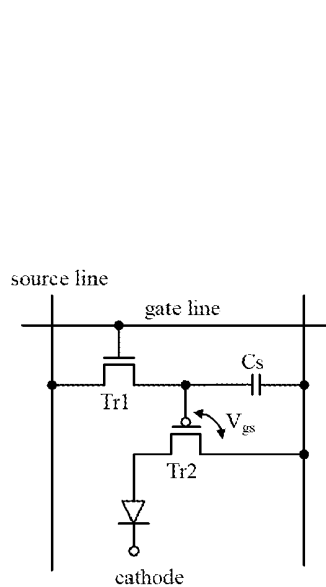 source line
gate line
Cs
Tr1
Vgs
Tr2
cathode